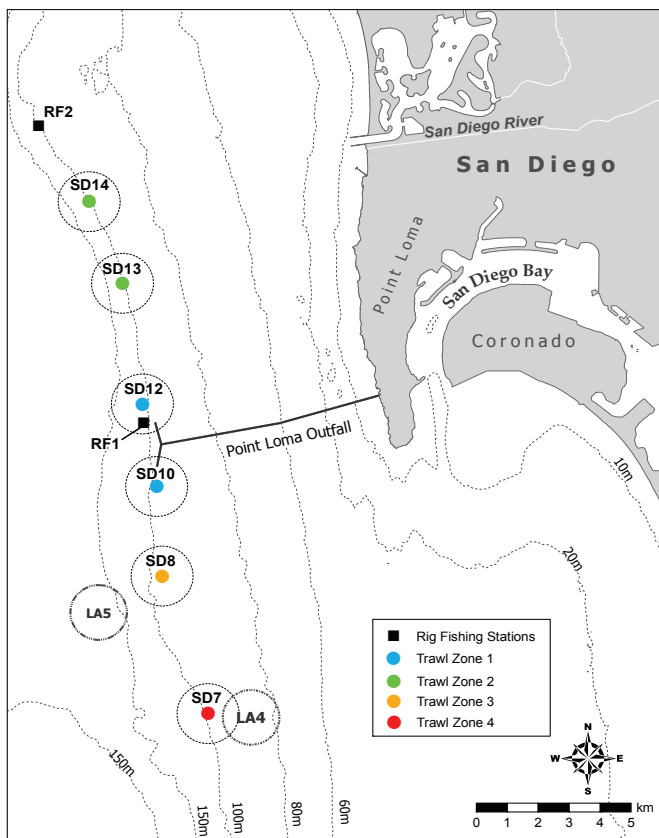 RF2
San Diego River
San Diego
SD14
Point Loma
SD13
San Diego Bay
Coronado
SD12
RF1
Point Loma Outfall
SD10
10m
20m
SD8
LA5
Rig Fishing Stations
Trawl Zone 1
Trawl Zone 2
Trawl Zone 3
Trawl Zone 4
SD7
LA4
N
W E
S
150m
150m
100m
80m
60m
km
0 1 2 3 4 5